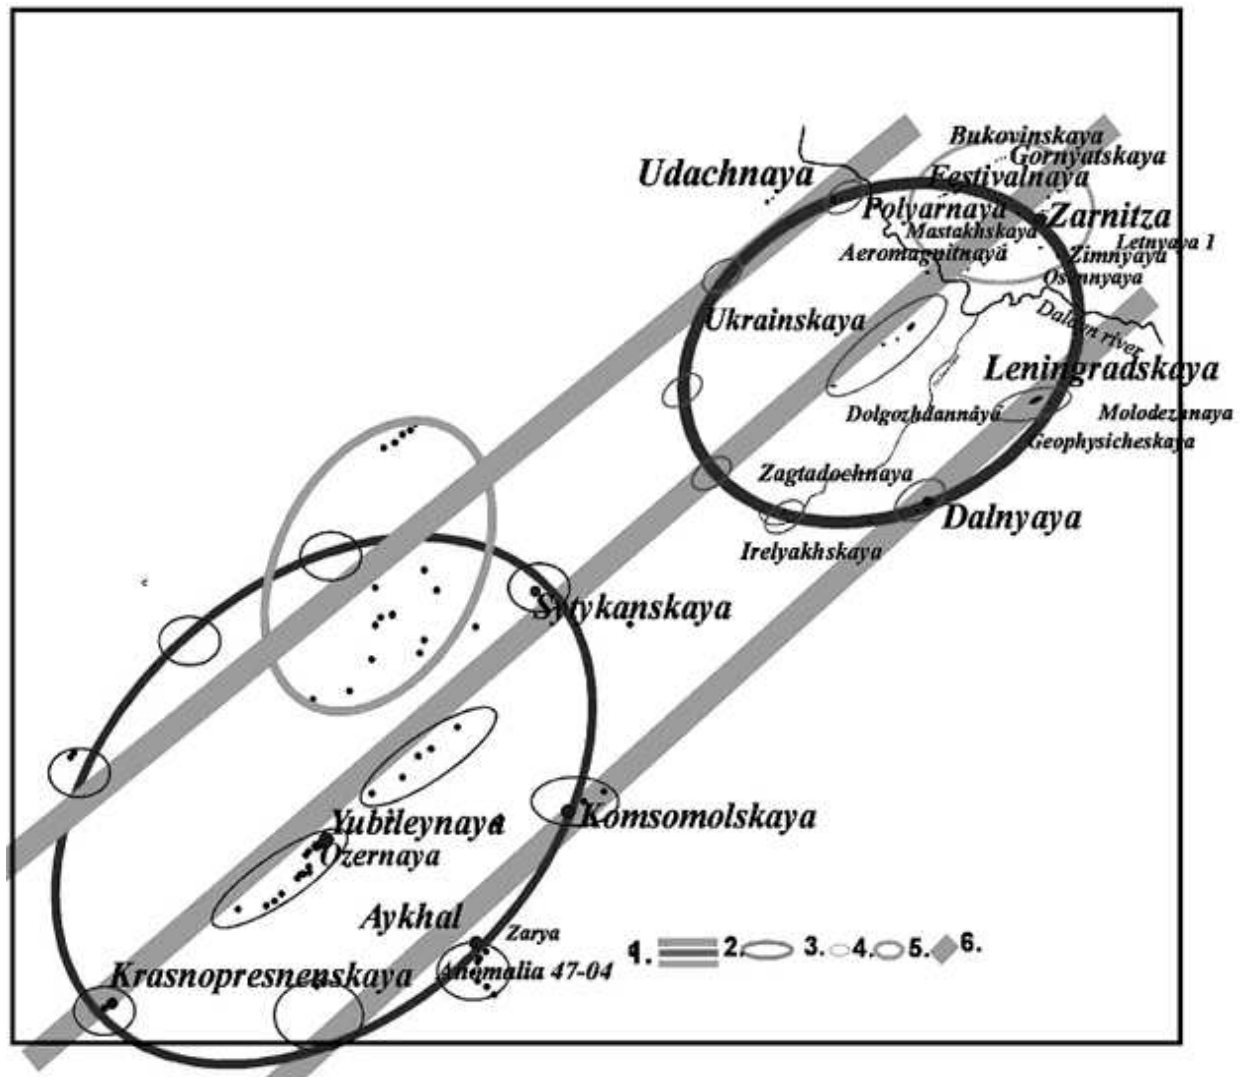 Bukovinskaya
Gornyatskaya
Udachnaya
Festivalnaya
Polyarnaya
Zarnitza
Mastakhskaya
Letnyaya 1
Aeromagnitnaya
Zimnyaya
Osennyaya
Ukrainskaya
Daldyn river
Leningradskaya
Dolgozhdannaya
Molodezhnaya
Geophysicheskaya
Zagtadochnaya
Dalnyaya
Irelyakhskaya
Sytykanskaya
Yubileynaya
Komsomolskaya
Ozernaya
Aykhal
Zarya
Anomalia 47-04
Krasnopresnenskaya
1. 2. 3. 4. 5. 6.